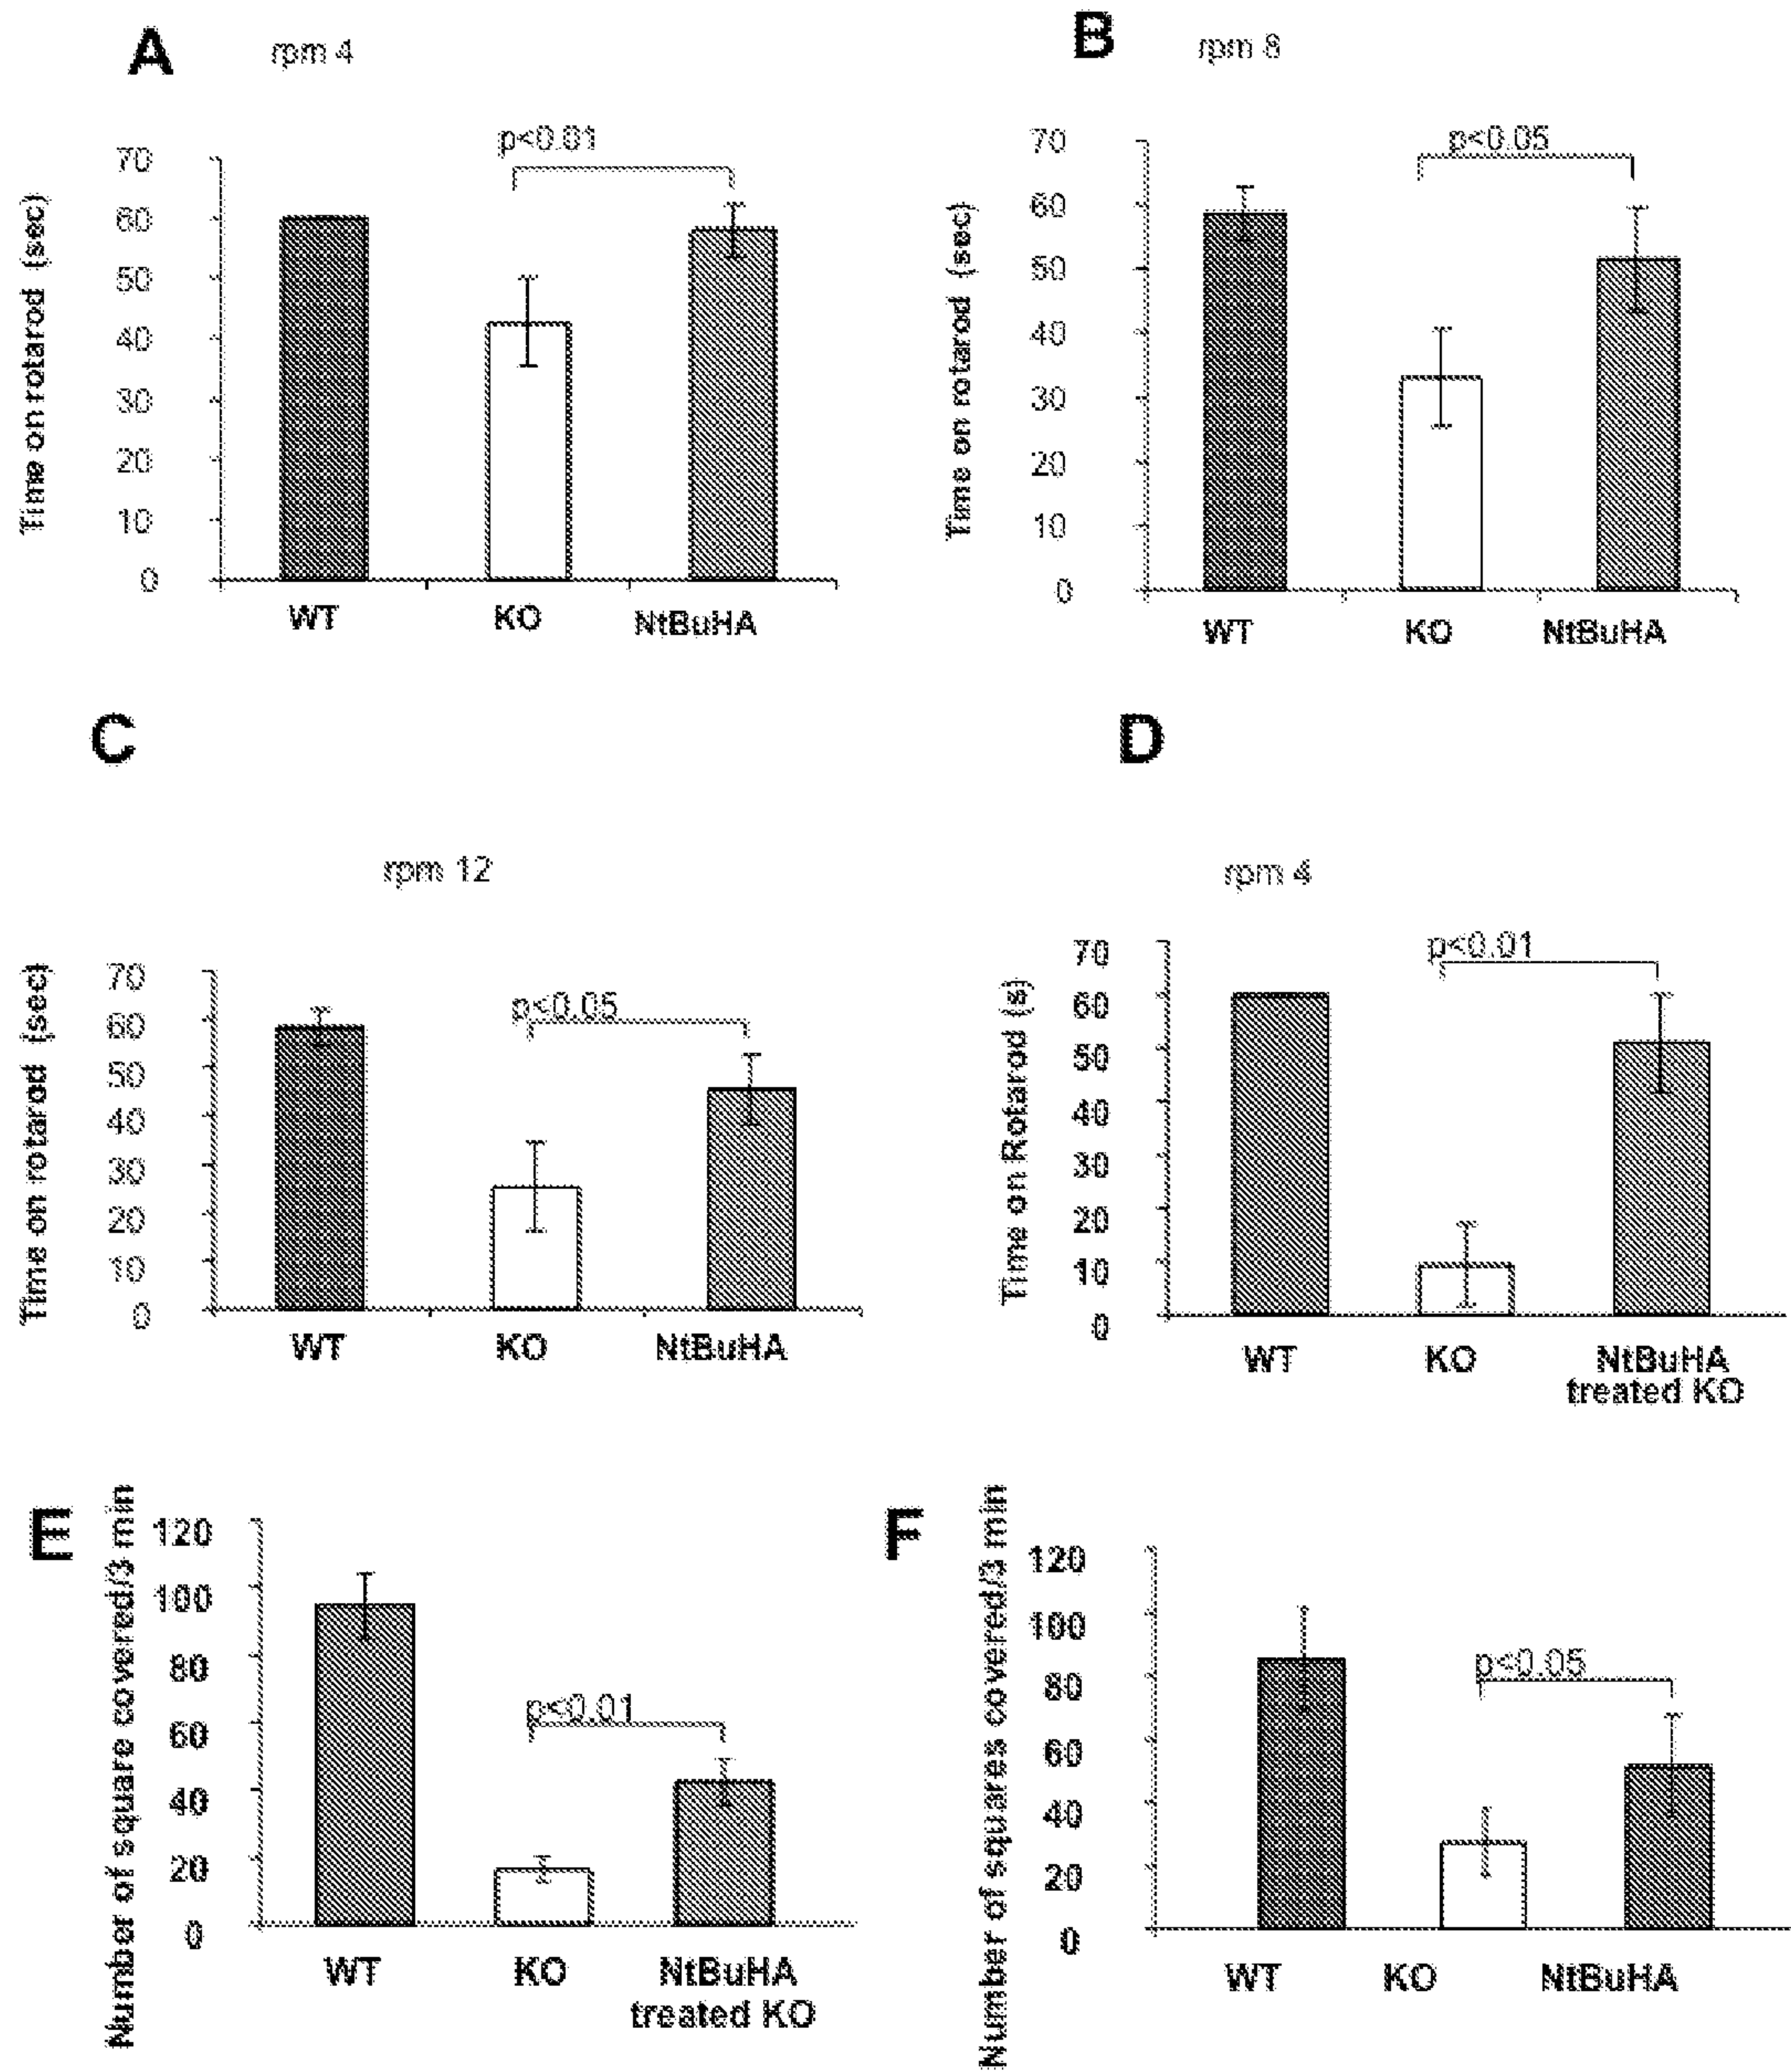 A rpm 4
p<0.01
Time on rotarod (sec)
70
60
50
40
30
20
10
0
WT KO NtBuHA
B rpm 8
p<0.05
Time on rotarod (sec)
70
60
50
40
30
20
10
0
WT KO NtBuHA
C
rpm 12
p<0.05
Time on rotarod (sec)
70
60
50
40
30
20
10
0
WT KO NtBuHA
D
rpm 4
p<0.01
Time on Rotarod (s)
70
60
50
40
30
20
10
0
WT KO NtBuHA
treated KO
E
Number of square covered/3 min
120
100
80
60
40
20
0
p<0.01
WT KO NtBuHA
treated KO
F
Number of squares covered/3 min
120
100
80
60
40
20
0
p<0.05
WT KO NtBuHA